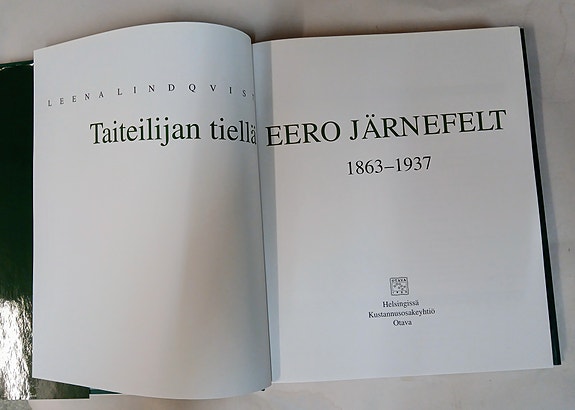 LEENA LINDQVIST
Taiteilijan tiellä EERO JÄRNEFELT
1863–1937
OTAVA
Helsingissä
Kustannusosakeyhtiö
Otava